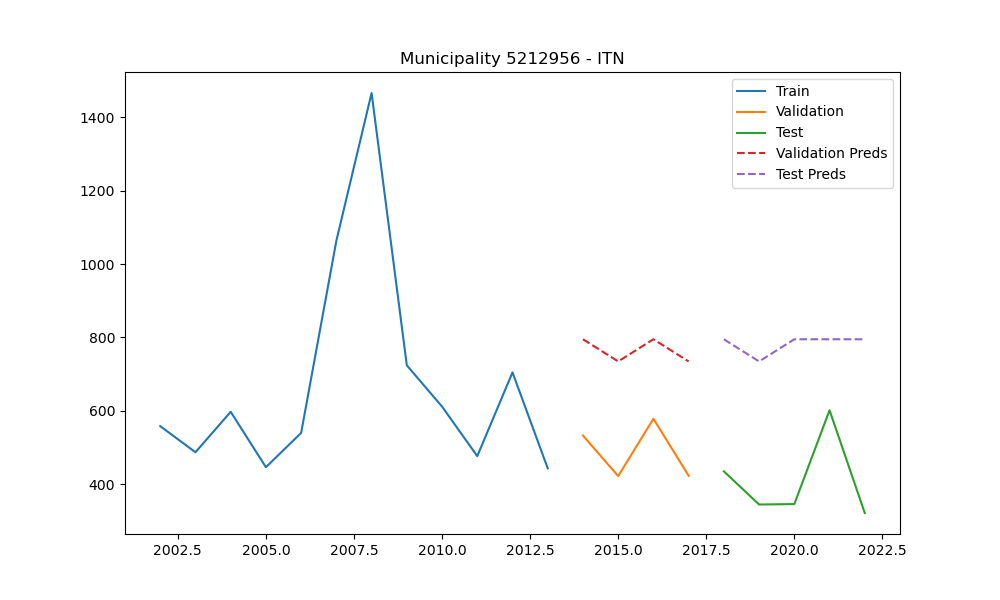 Municipality 5212956 - ITN
Train
Validation
Test
Validation Preds
Test Preds
1400
1200
1000
800
600
400
2002.5 2005.0 2007.5 2010.0 2012.5 2015.0 2017.5 2020.0 2022.5